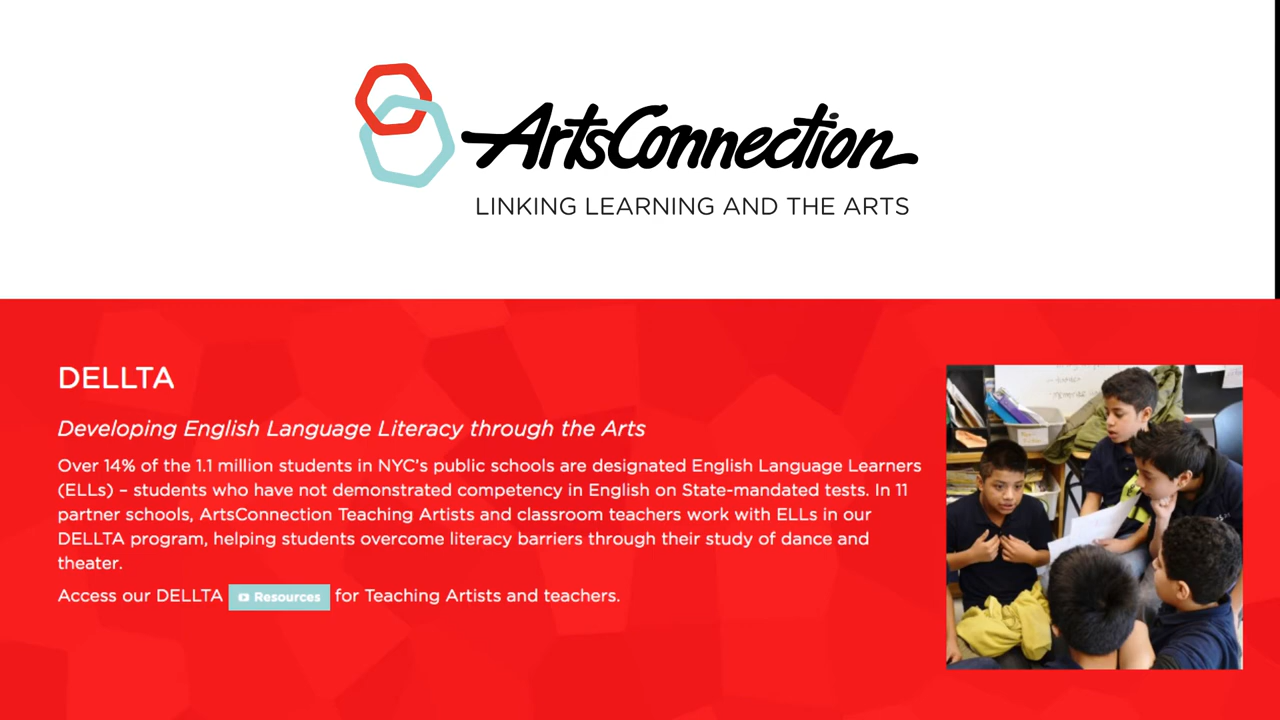 ArtsConnection
LINKING LEARNING AND THE ARTS
DELLTA
Developing English Language Literacy through the Arts
Over 14% of the 1.1 million students in NYC's public schools are designated English Language Learners
(ELLs) – students who have not demonstrated competency in English on State-mandated tests. In 11
partner schools, ArtsConnection Teaching Artists and classroom teachers work with ELLs in our
DELLTA program, helping students overcome literacy barriers through their study of dance and
theater.
Access our DELLTA Resources for Teaching Artists and teachers.